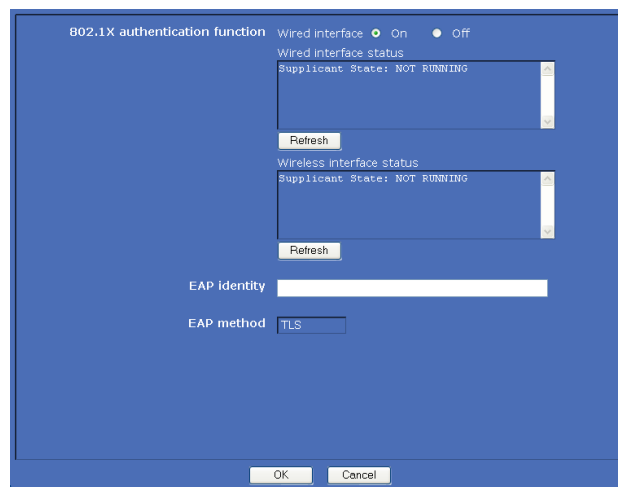 802.1X authentication function Wired interface On Off
Wired interface status
Supplicant State: NOT RUNNING
Refresh
Wireless interface status
Supplicant State: NOT RUNNING
Refresh
EAP identity
EAP method TLS
OK Cancel